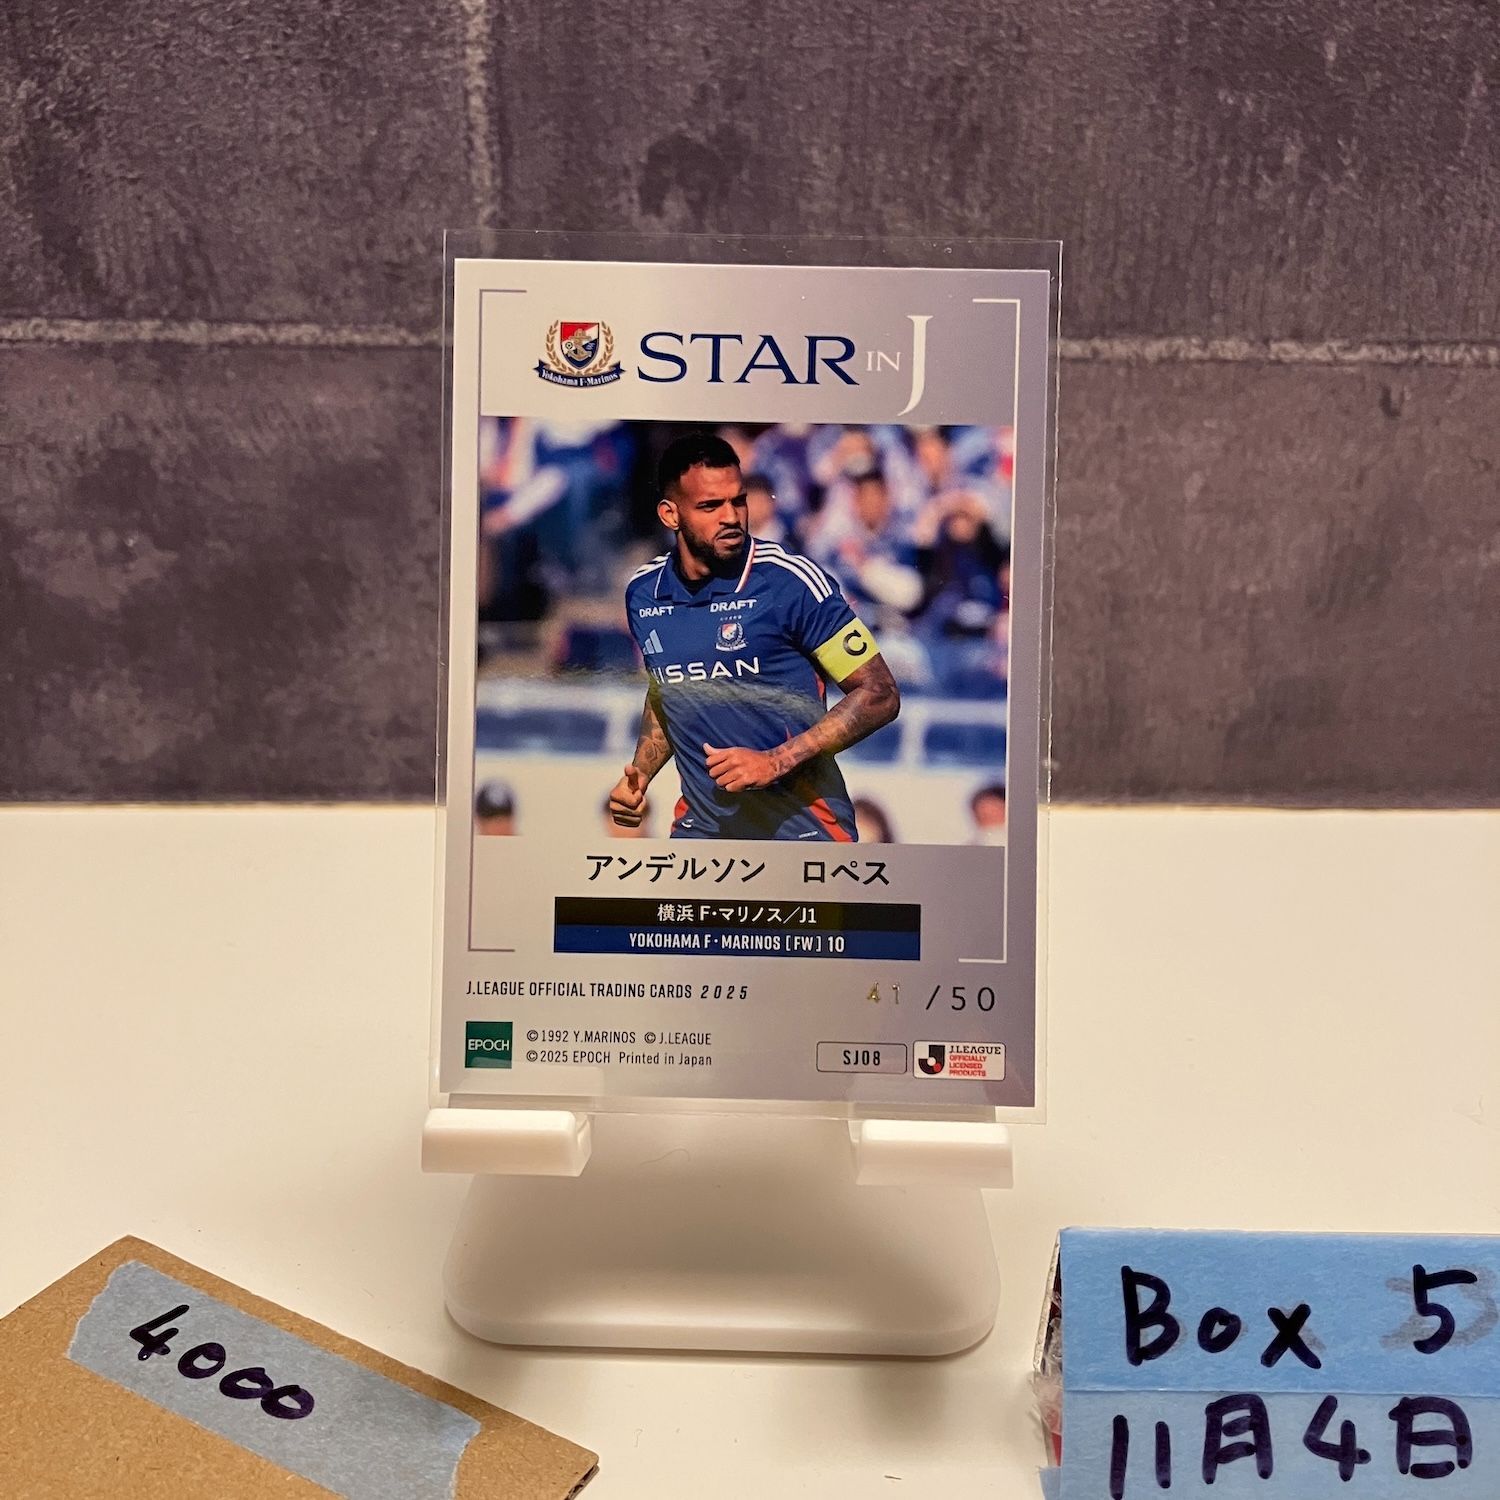 Yokohama F·Marinos
STAR IN J
DRAFT DRAFT
C
NISSAN
アンデルソン ロペス
横浜 F・マリノス/J1
YOKOHAMA F・MARINOS [FW] 10
J.LEAGUE OFFICIAL TRADING CARDS 2025
41 /50
EPOCH
©1992 Y.MARINOS ©J.LEAGUE
©2025 EPOCH Printed in Japan
SJ08
J.LEAGUE
OFFICIALLY
LICENSED
PRODUCTS
4000
Box 5
11月4日